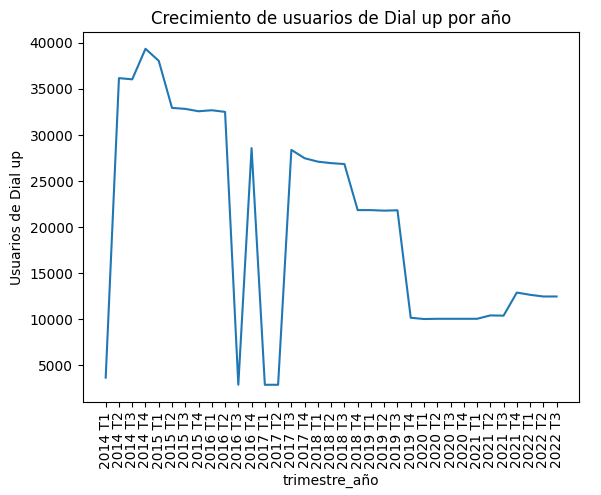 Crecimiento de usuarios de Dial up por año
Usuarios de Dial up
40000
35000
30000
25000
20000
15000
10000
5000
2014 T1
2014 T2
2014 T3
2014 T4
2015 T1
2015 T2
2015 T3
2015 T4
2016 T1
2016 T2
2016 T3
2016 T4
2017 T1
2017 T2
2017 T3
2017 T4
2018 T1
2018 T2
2018 T3
2018 T4
2019 T1
2019 T2
2019 T3
2019 T4
2020 T1
2020 T2
2020 T3
2020 T4
2021 T1
2021 T2
2021 T3
2021 T4
2022 T1
2022 T2
2022 T3
trimestre_año